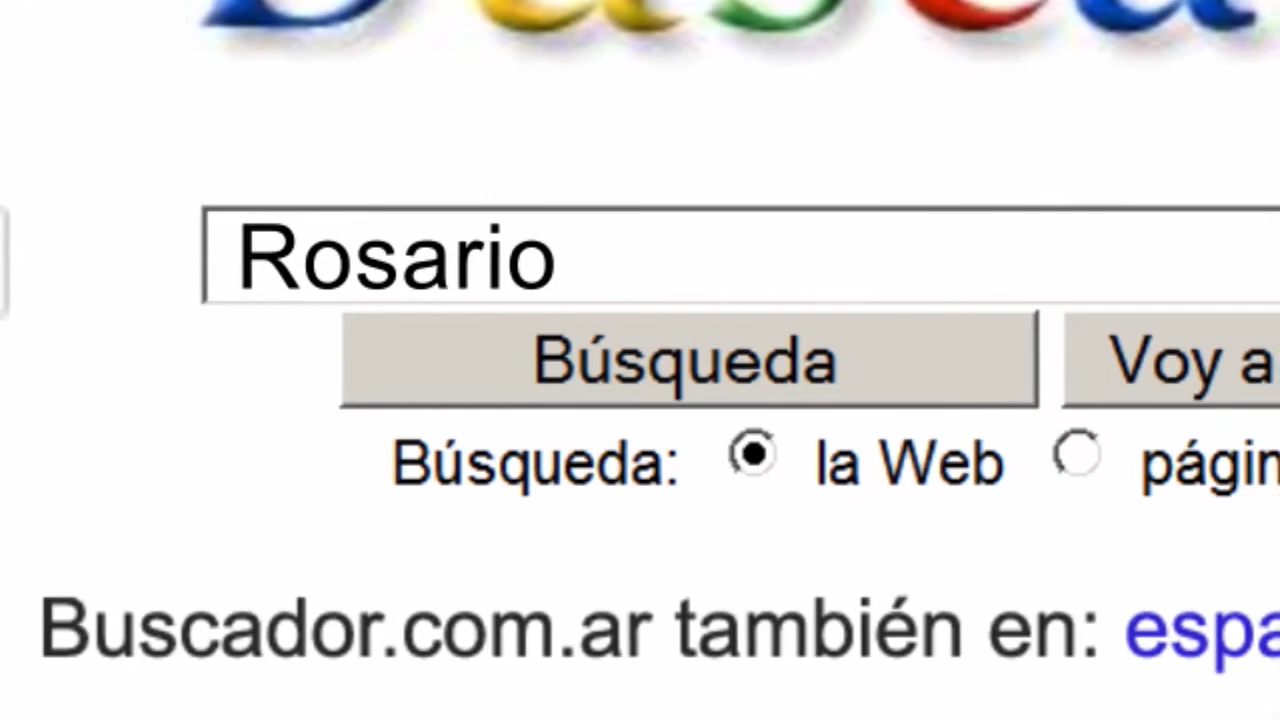 Rosario
Búsqueda Voy a
Búsqueda: la Web págin
Buscador.com.ar también en: espa